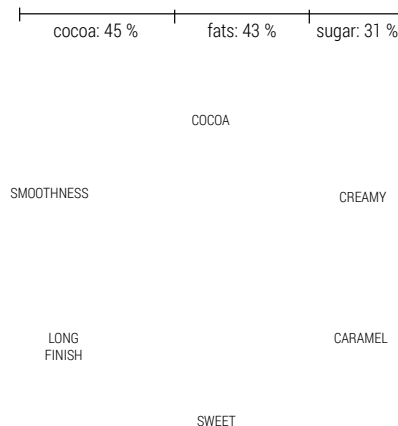 cocoa: 45 % fats: 43 % sugar: 31 %
COCOA
SMOOTHNESS
CREAMY
LONG
FINISH
CARAMEL
SWEET